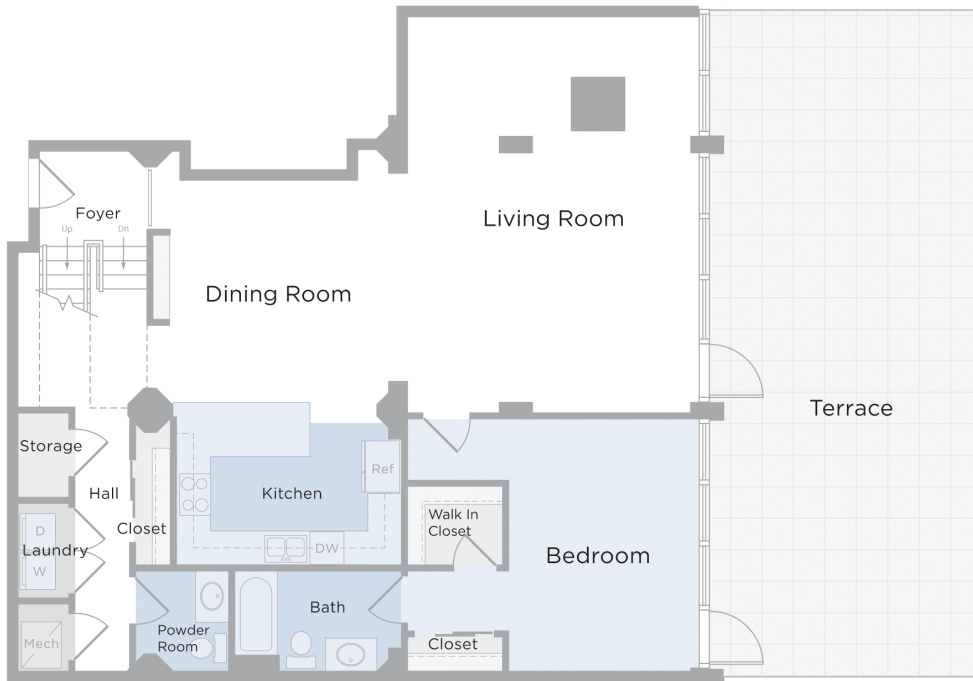 Foyer
Up
Dn
Living Room
Dining Room
Terrace
Storage
Ref
Hall
Kitchen
Closet
Walk In
Closet
D
Laundry
W
DW
Bedroom
Bath
Powder
Room
Mech
Closet